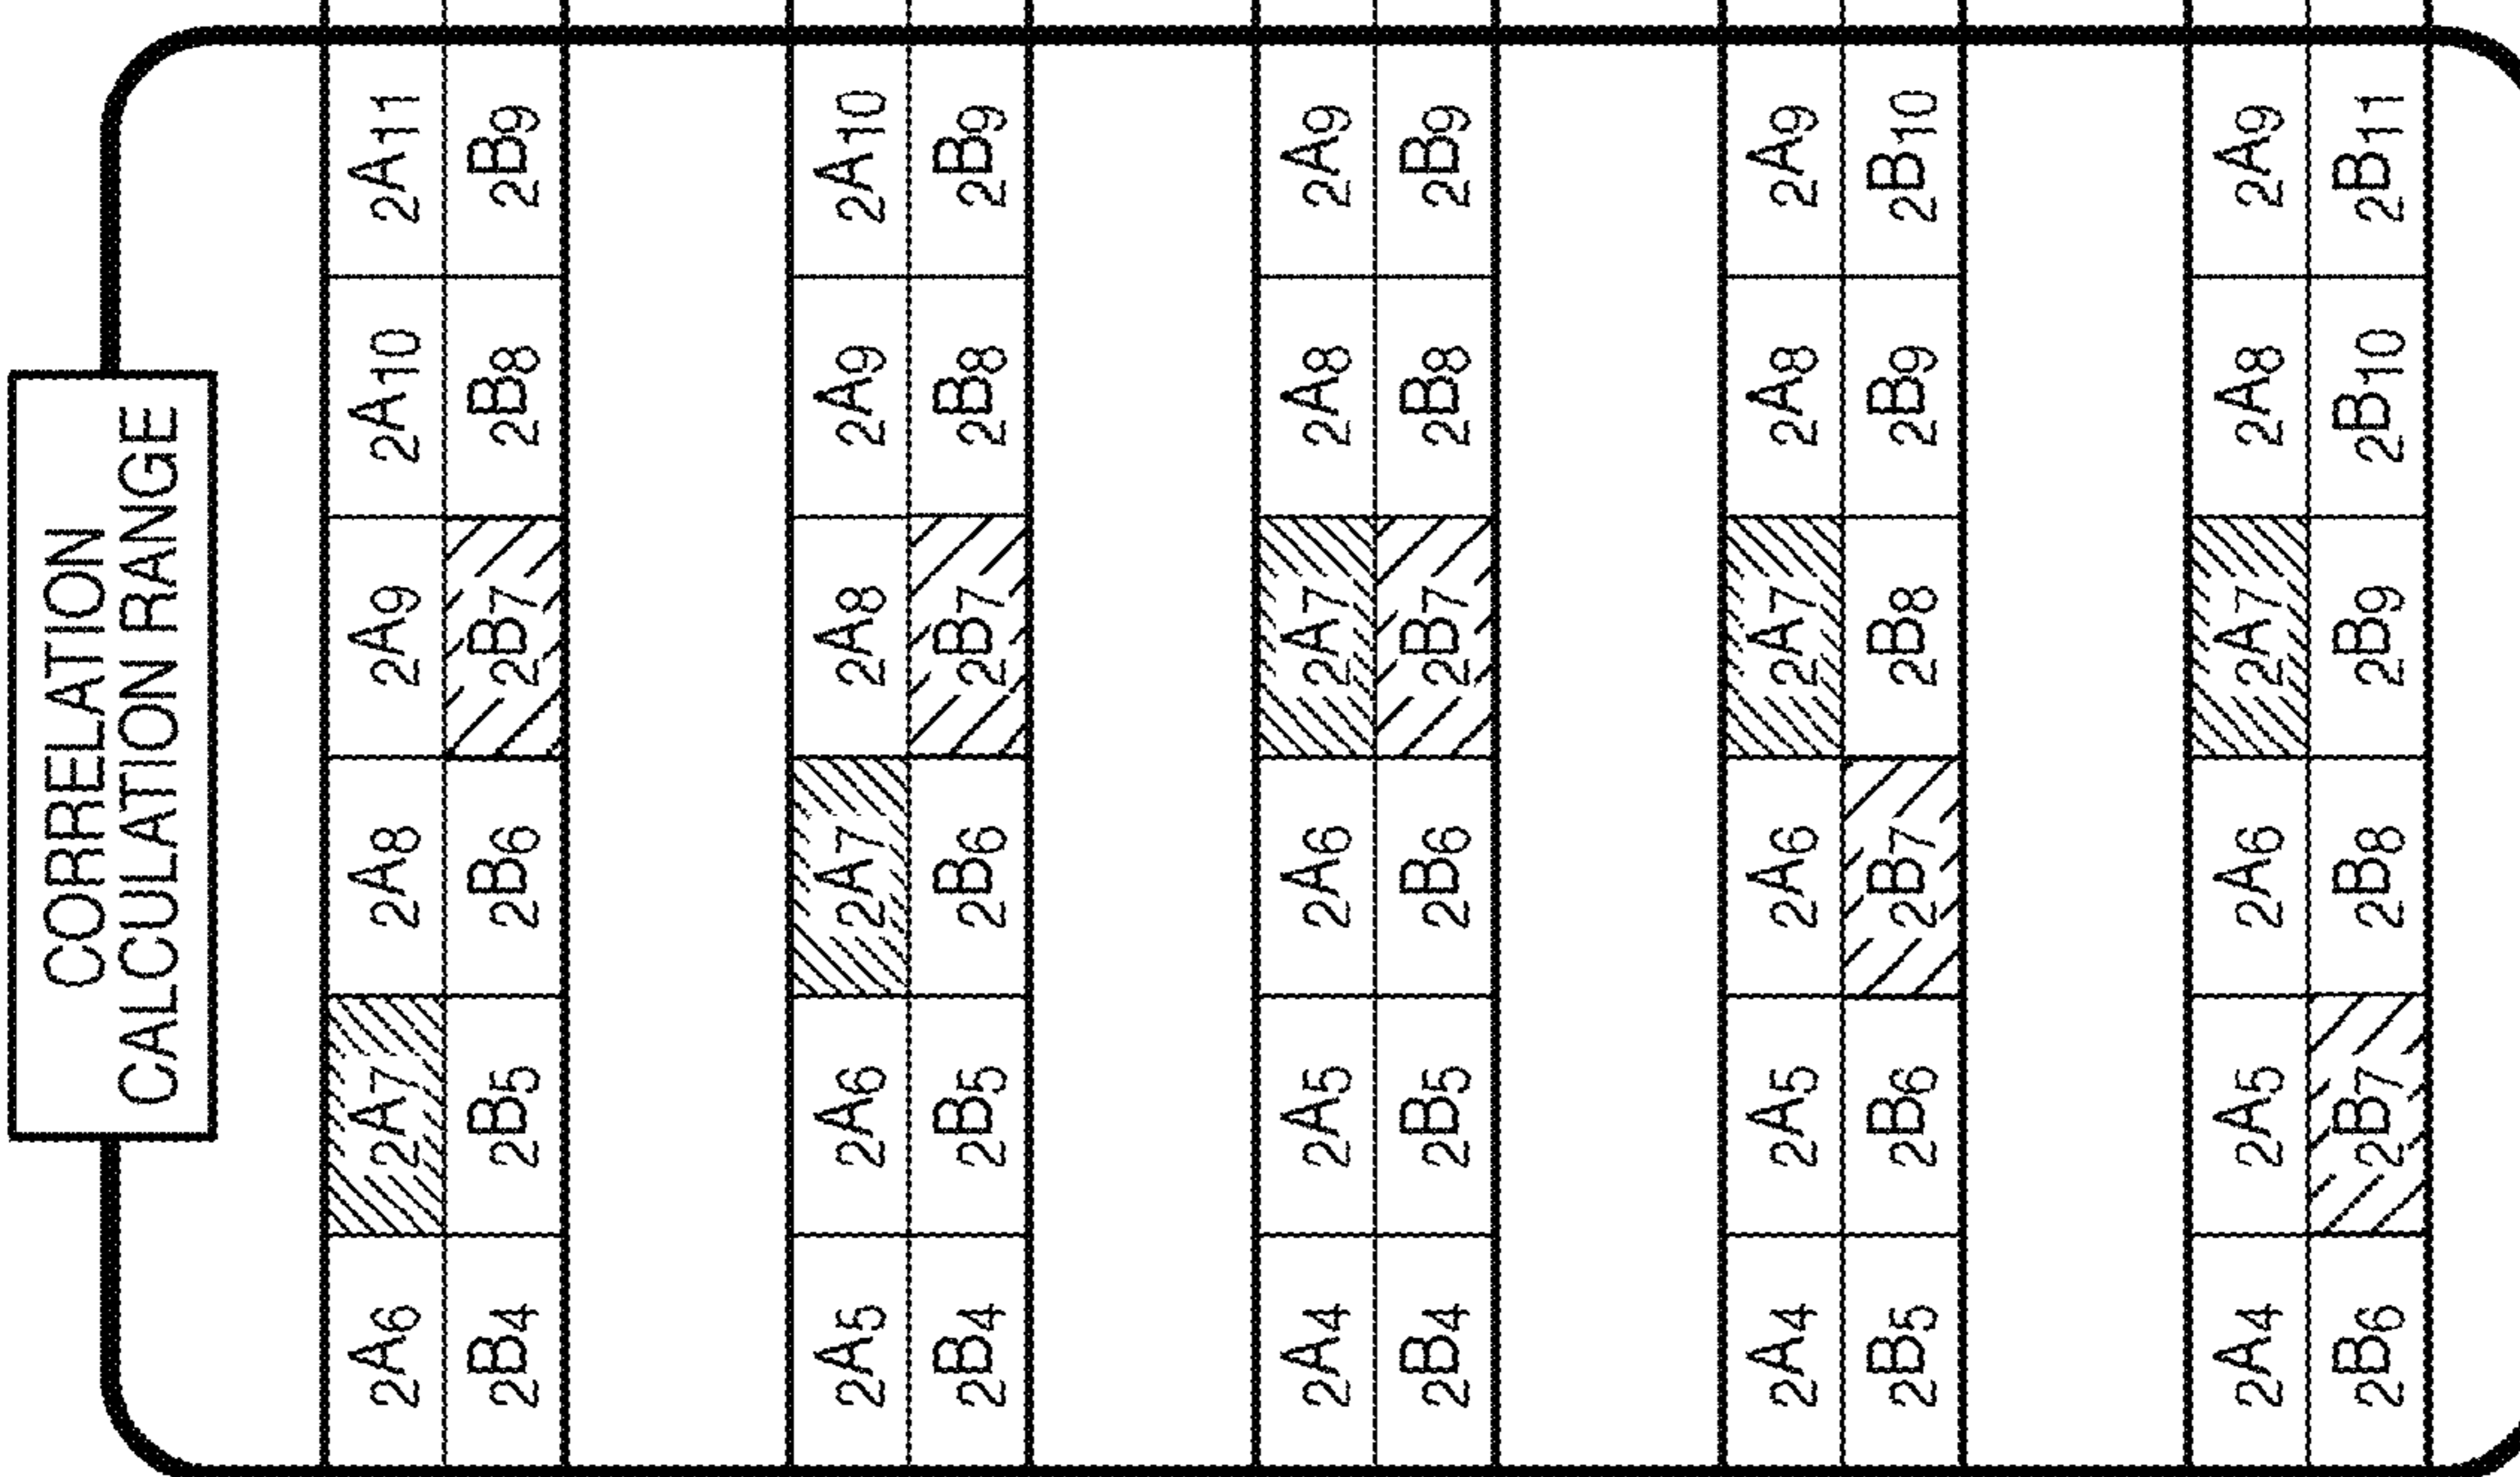 CORRELATION
CALCULATION RANGE
₂A₆ ₂A₇ ₂A₈ ₂A₉ ₂A₁₀ ₂A₁₁
₂B₄ ₂B₅ ₂B₆ ₂B₇ ₂B₈ ₂B₉
₂A₅ ₂A₆ ₂A₇ ₂A₈ ₂A₉ ₂A₁₀
₂B₄ ₂B₅ ₂B₆ ₂B₇ ₂B₈ ₂B₉
₂A₄ ₂A₅ ₂A₆ ₂A₇ ₂A₈ ₂A₉
₂B₄ ₂B₅ ₂B₆ ₂B₇ ₂B₈ ₂B₉
₂A₄ ₂A₅ ₂A₆ ₂A₇ ₂A₈ ₂A₉
₂B₅ ₂B₆ ₂B₇ ₂B₈ ₂B₉ ₂B₁₀
₂A₄ ₂A₅ ₂A₆ ₂A₇ ₂A₈ ₂A₉
₂B₆ ₂B₇ ₂B₈ ₂B₉ ₂B₁₀ ₂B₁₁